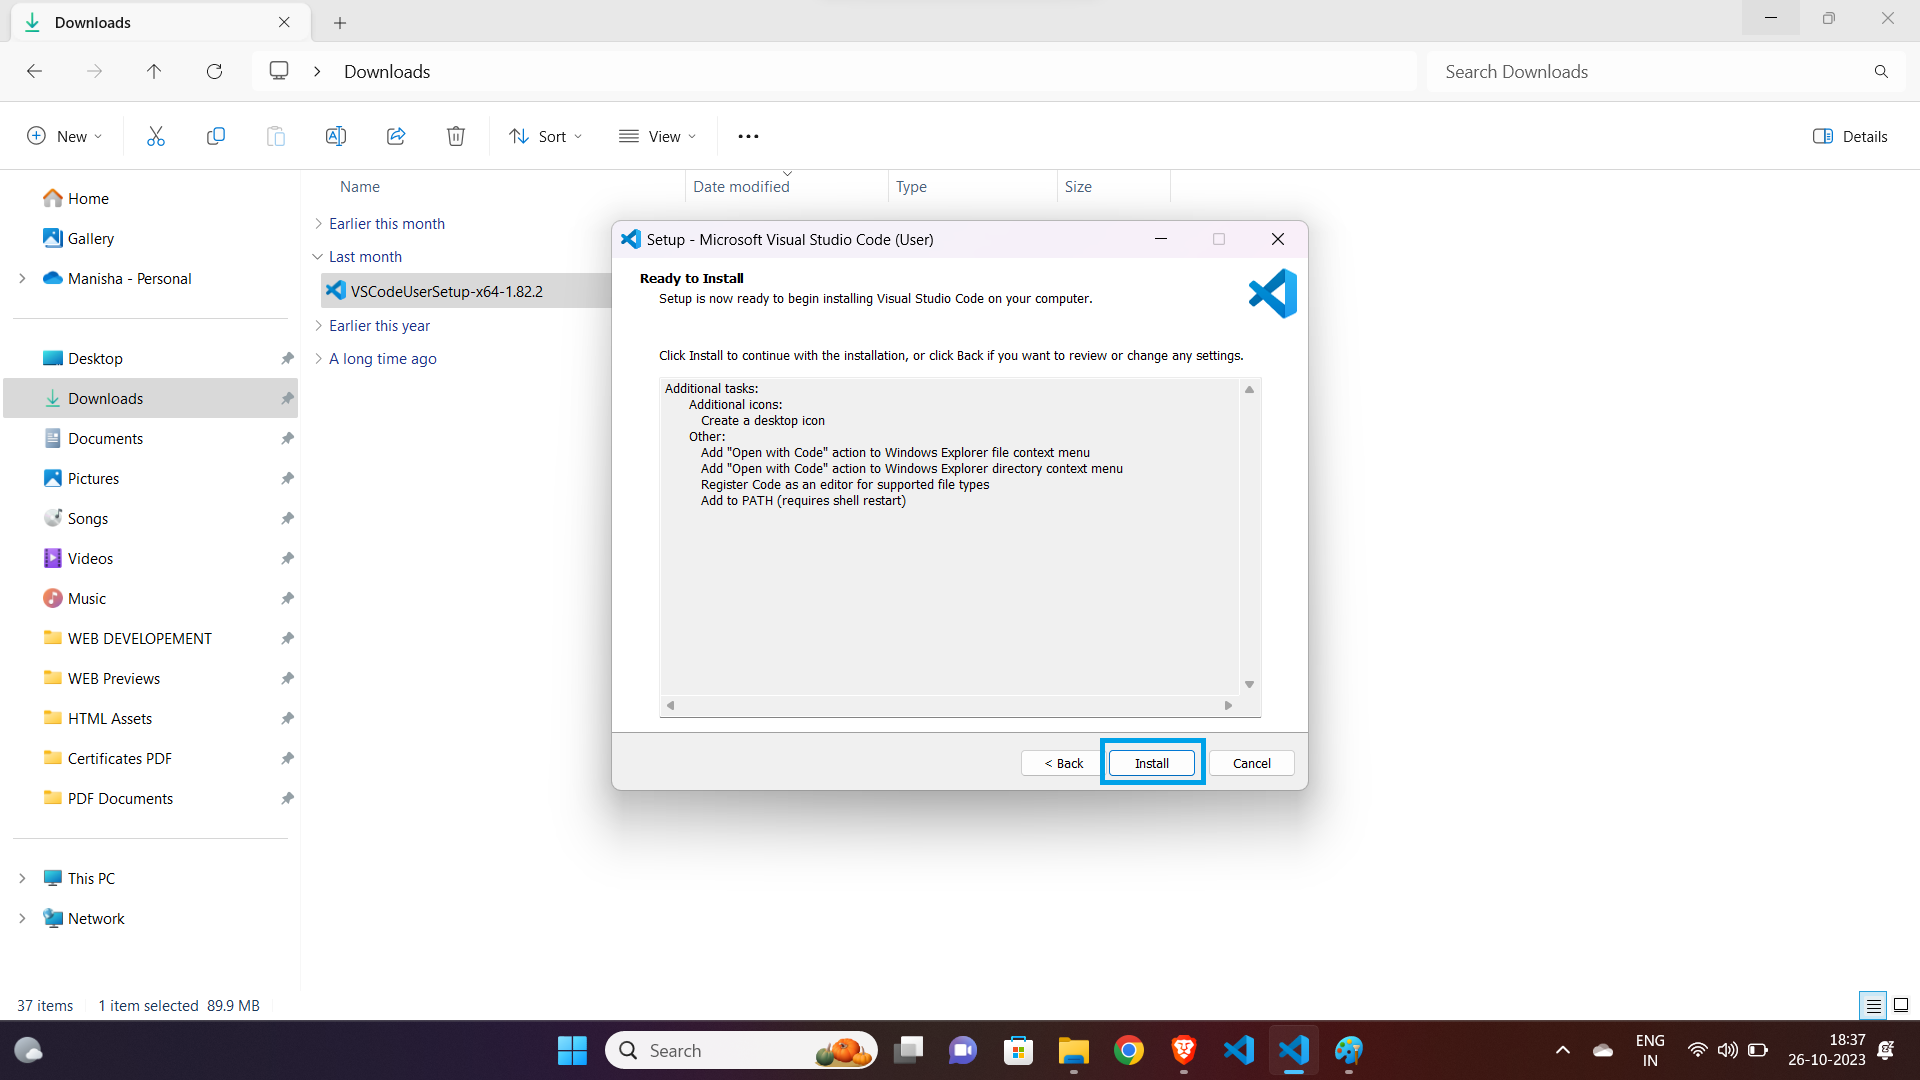 Downloads
Downloads
Search Downloads
New
Sort
View
Details
Home
Gallery
Manisha - Personal
Desktop
Downloads
Documents
Pictures
Songs
Videos
Music
WEB DEVELOPEMENT
WEB Previews
HTML Assets
Certificates PDF
PDF Documents
This PC
Network
Name Date modified Type Size
Earlier this month
Last month
VSCodeUserSetup-x64-1.82.2
Earlier this year
A long time ago
Setup - Microsoft Visual Studio Code (User)
Ready to Install
Setup is now ready to begin installing Visual Studio Code on your computer.
Click Install to continue with the installation, or click Back if you want to review or change any settings.
Additional tasks:
Additional icons:
Create a desktop icon
Other:
Add "Open with Code" action to Windows Explorer file context menu
Add "Open with Code" action to Windows Explorer directory context menu
Register Code as an editor for supported file types
Add to PATH (requires shell restart)
< Back Install Cancel
37 items 1 item selected 89.9 MB
Search
ENG
IN
18:37
26-10-2023